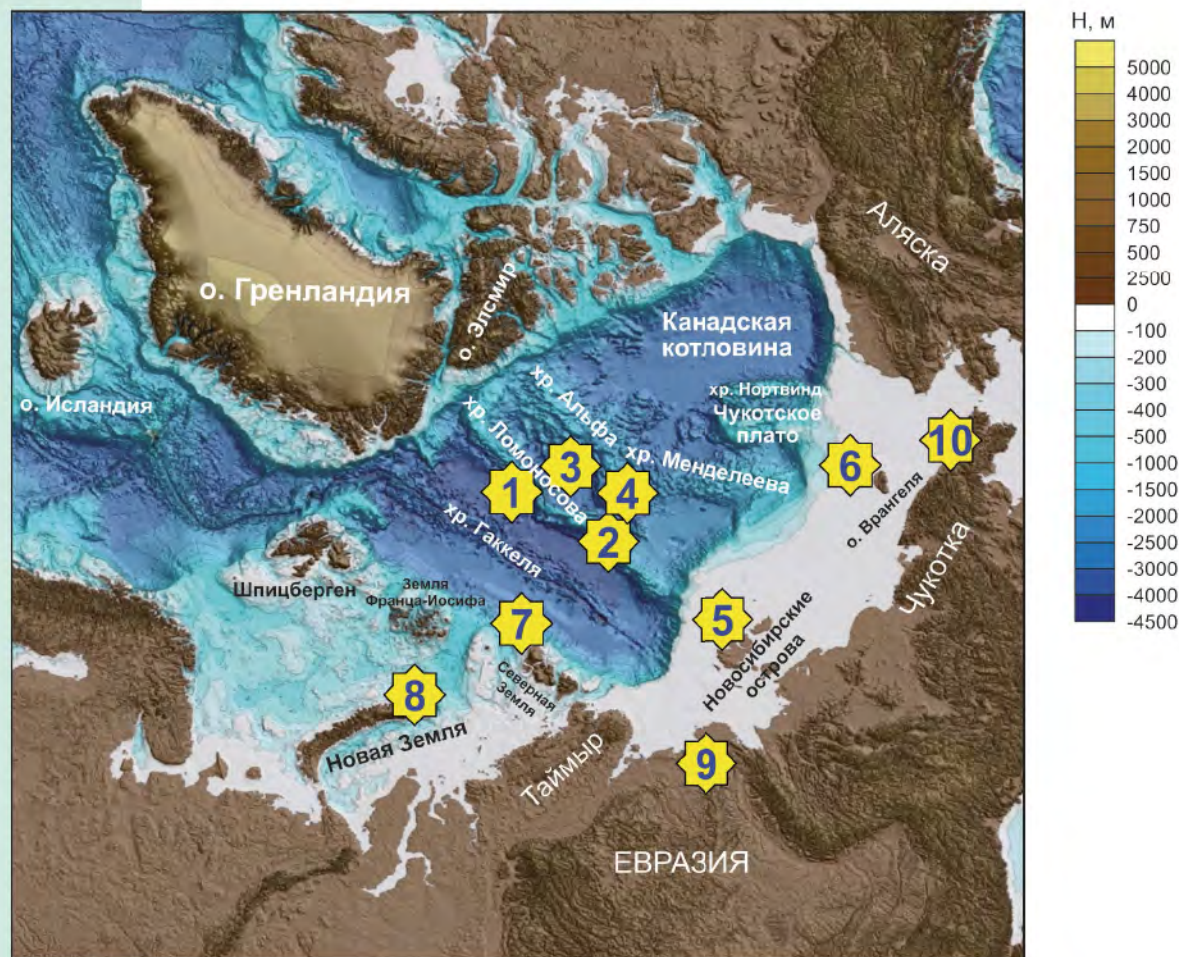 Н, м
5000
4000
3000
2000
1500
1000
750
500
2500
0
-100
-200
-300
-400
-500
-1000
-1500
-2000
-2500
-3000
-4000
-4500
Аляска
о. Гренландия
о. Элсмир
Канадская
котловина
о. Исландия
хр. Альфа
хр. Нортвинд
Чукотское
плато
хр. Ломоносова
хр. Менделеева
10
3
6
1
4
2
хр. Гаккеля
о. Врангеля
Чукотка
Шпицберген
Земля
Франца-Иосифа
7
5
Новосибирские
острова
8
Северная
Земля
Новая Земля
Таймыр
9
ЕВРАЗИЯ